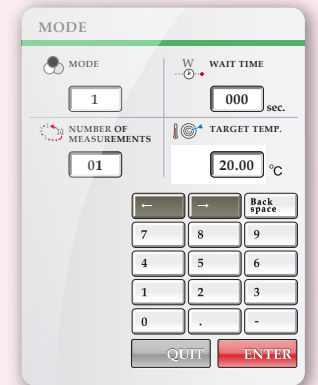 MODE
MODE
1
W
WAIT TIME
000 sec.
NUMBER OF
MEASUREMENTS
01
TARGET TEMP.
20.00 °C
← → Back space
7 8 9
4 5 6
1 2 3
0 . -
QUIT ENTER